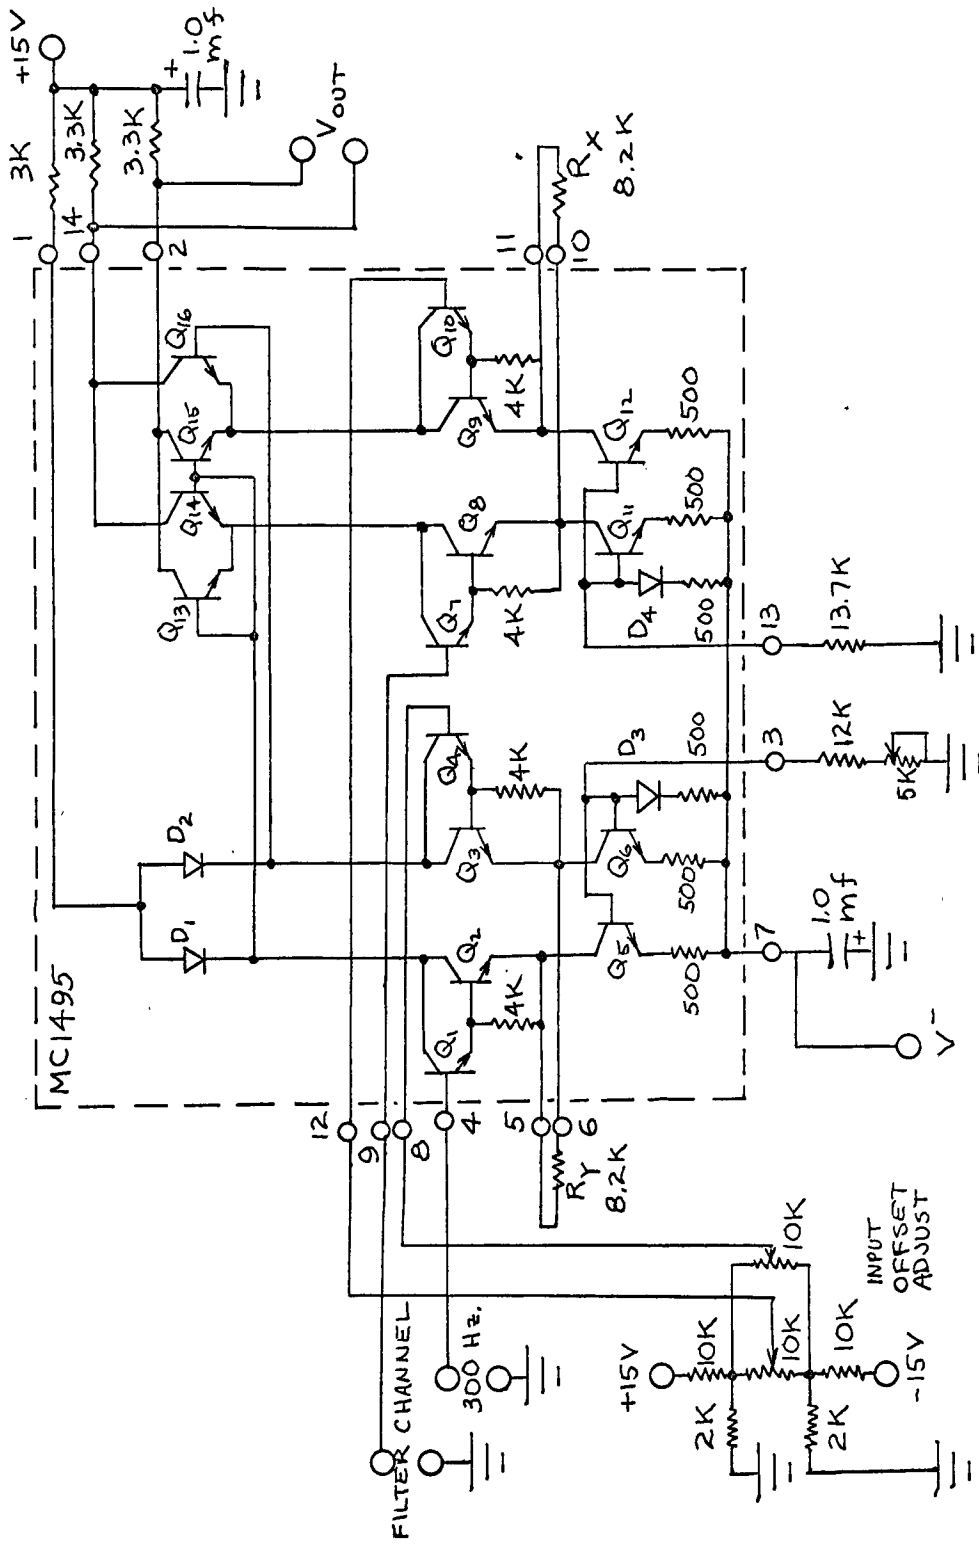 MC1495
+15V
3K
3.3K
3.3K
1.0
mf
+
VOUT
1
14
2
D1
D2
Q13
Q14
Q15
Q16
12
9
8
4
5
6
RY
8.2K
Q1
Q2
4K
Q3
Q4
4K
Q7
Q8
4K
Q9
Q10
4K
11
10
RX
8.2K
Q5
Q6
D3
500
500
500
D4
Q11
Q12
500
500
500
7
3
13
V-
1.0
mf
+
12K
5K
13.7K
FILTER CHANNEL
300 Hz.
+15V
10K
2K
10K
10K
2K
10K
-15V
INPUT
OFFSET
ADJUST